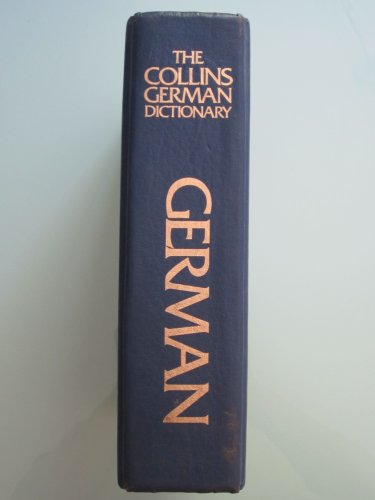 THE
COLLINS
GERMAN
DICTIONARY
GERMAN